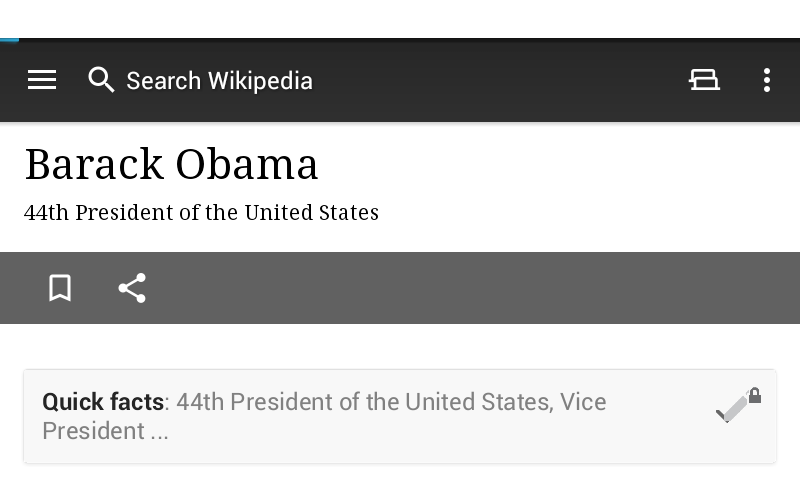 Search Wikipedia
Barack Obama
44th President of the United States
Quick facts: 44th President of the United States, Vice
President ...